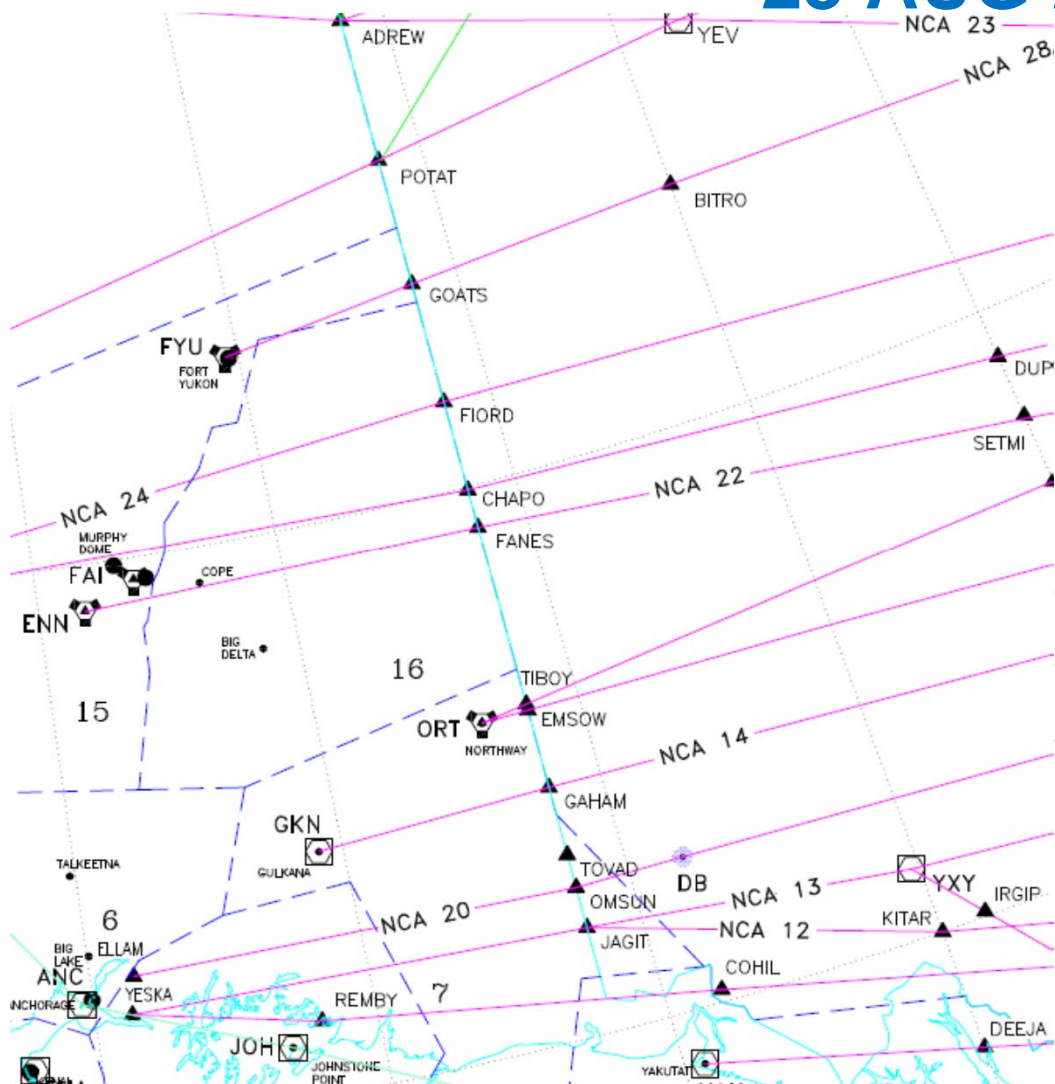 ADREW
YEV
NCA 23
NCA 28
POTAT
BITRO
GOATS
FYU
FORT
YUKON
FIORD
DUP
SETMI
NCA 24
CHAPO
NCA 22
FANES
MURPHY
DOME
FAI
COPE
ENN
BIG
DELTA
16
15
TIBOY
EMSOW
ORT
NORTHWAY
NCA 14
GAHAM
GKN
GULKANA
TALKEETNA
TOVAD
DB
OMSUN
NCA 13
YXY
IRGIP
KITAR
6
NCA 20
NCA 12
JAGIT
BIG
LAKE
ELLAM
ANC
ANCHORAGE
YESKA
REMBY
7
COHIL
JOH
JOHNSTONE
POINT
YAKUTAT
DEEJA